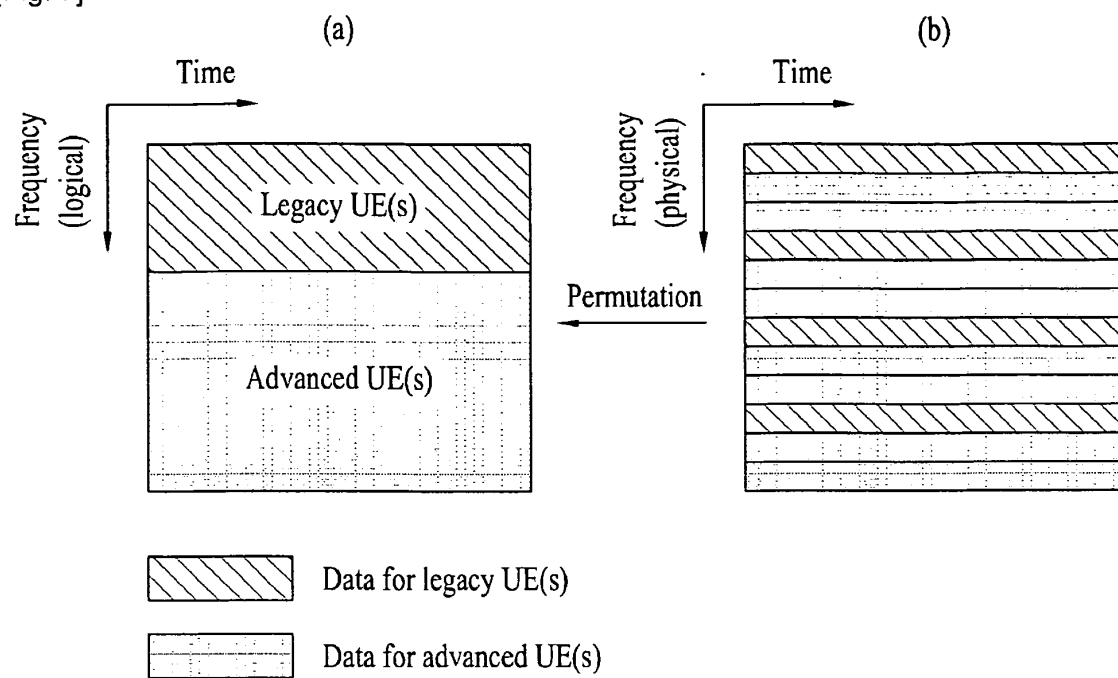 (a)
(b)
Time
Time
Frequency
(logical)
Frequency
(physical)
Legacy UE(s)
Permutation
Advanced UE(s)
Data for legacy UE(s)
Data for advanced UE(s)